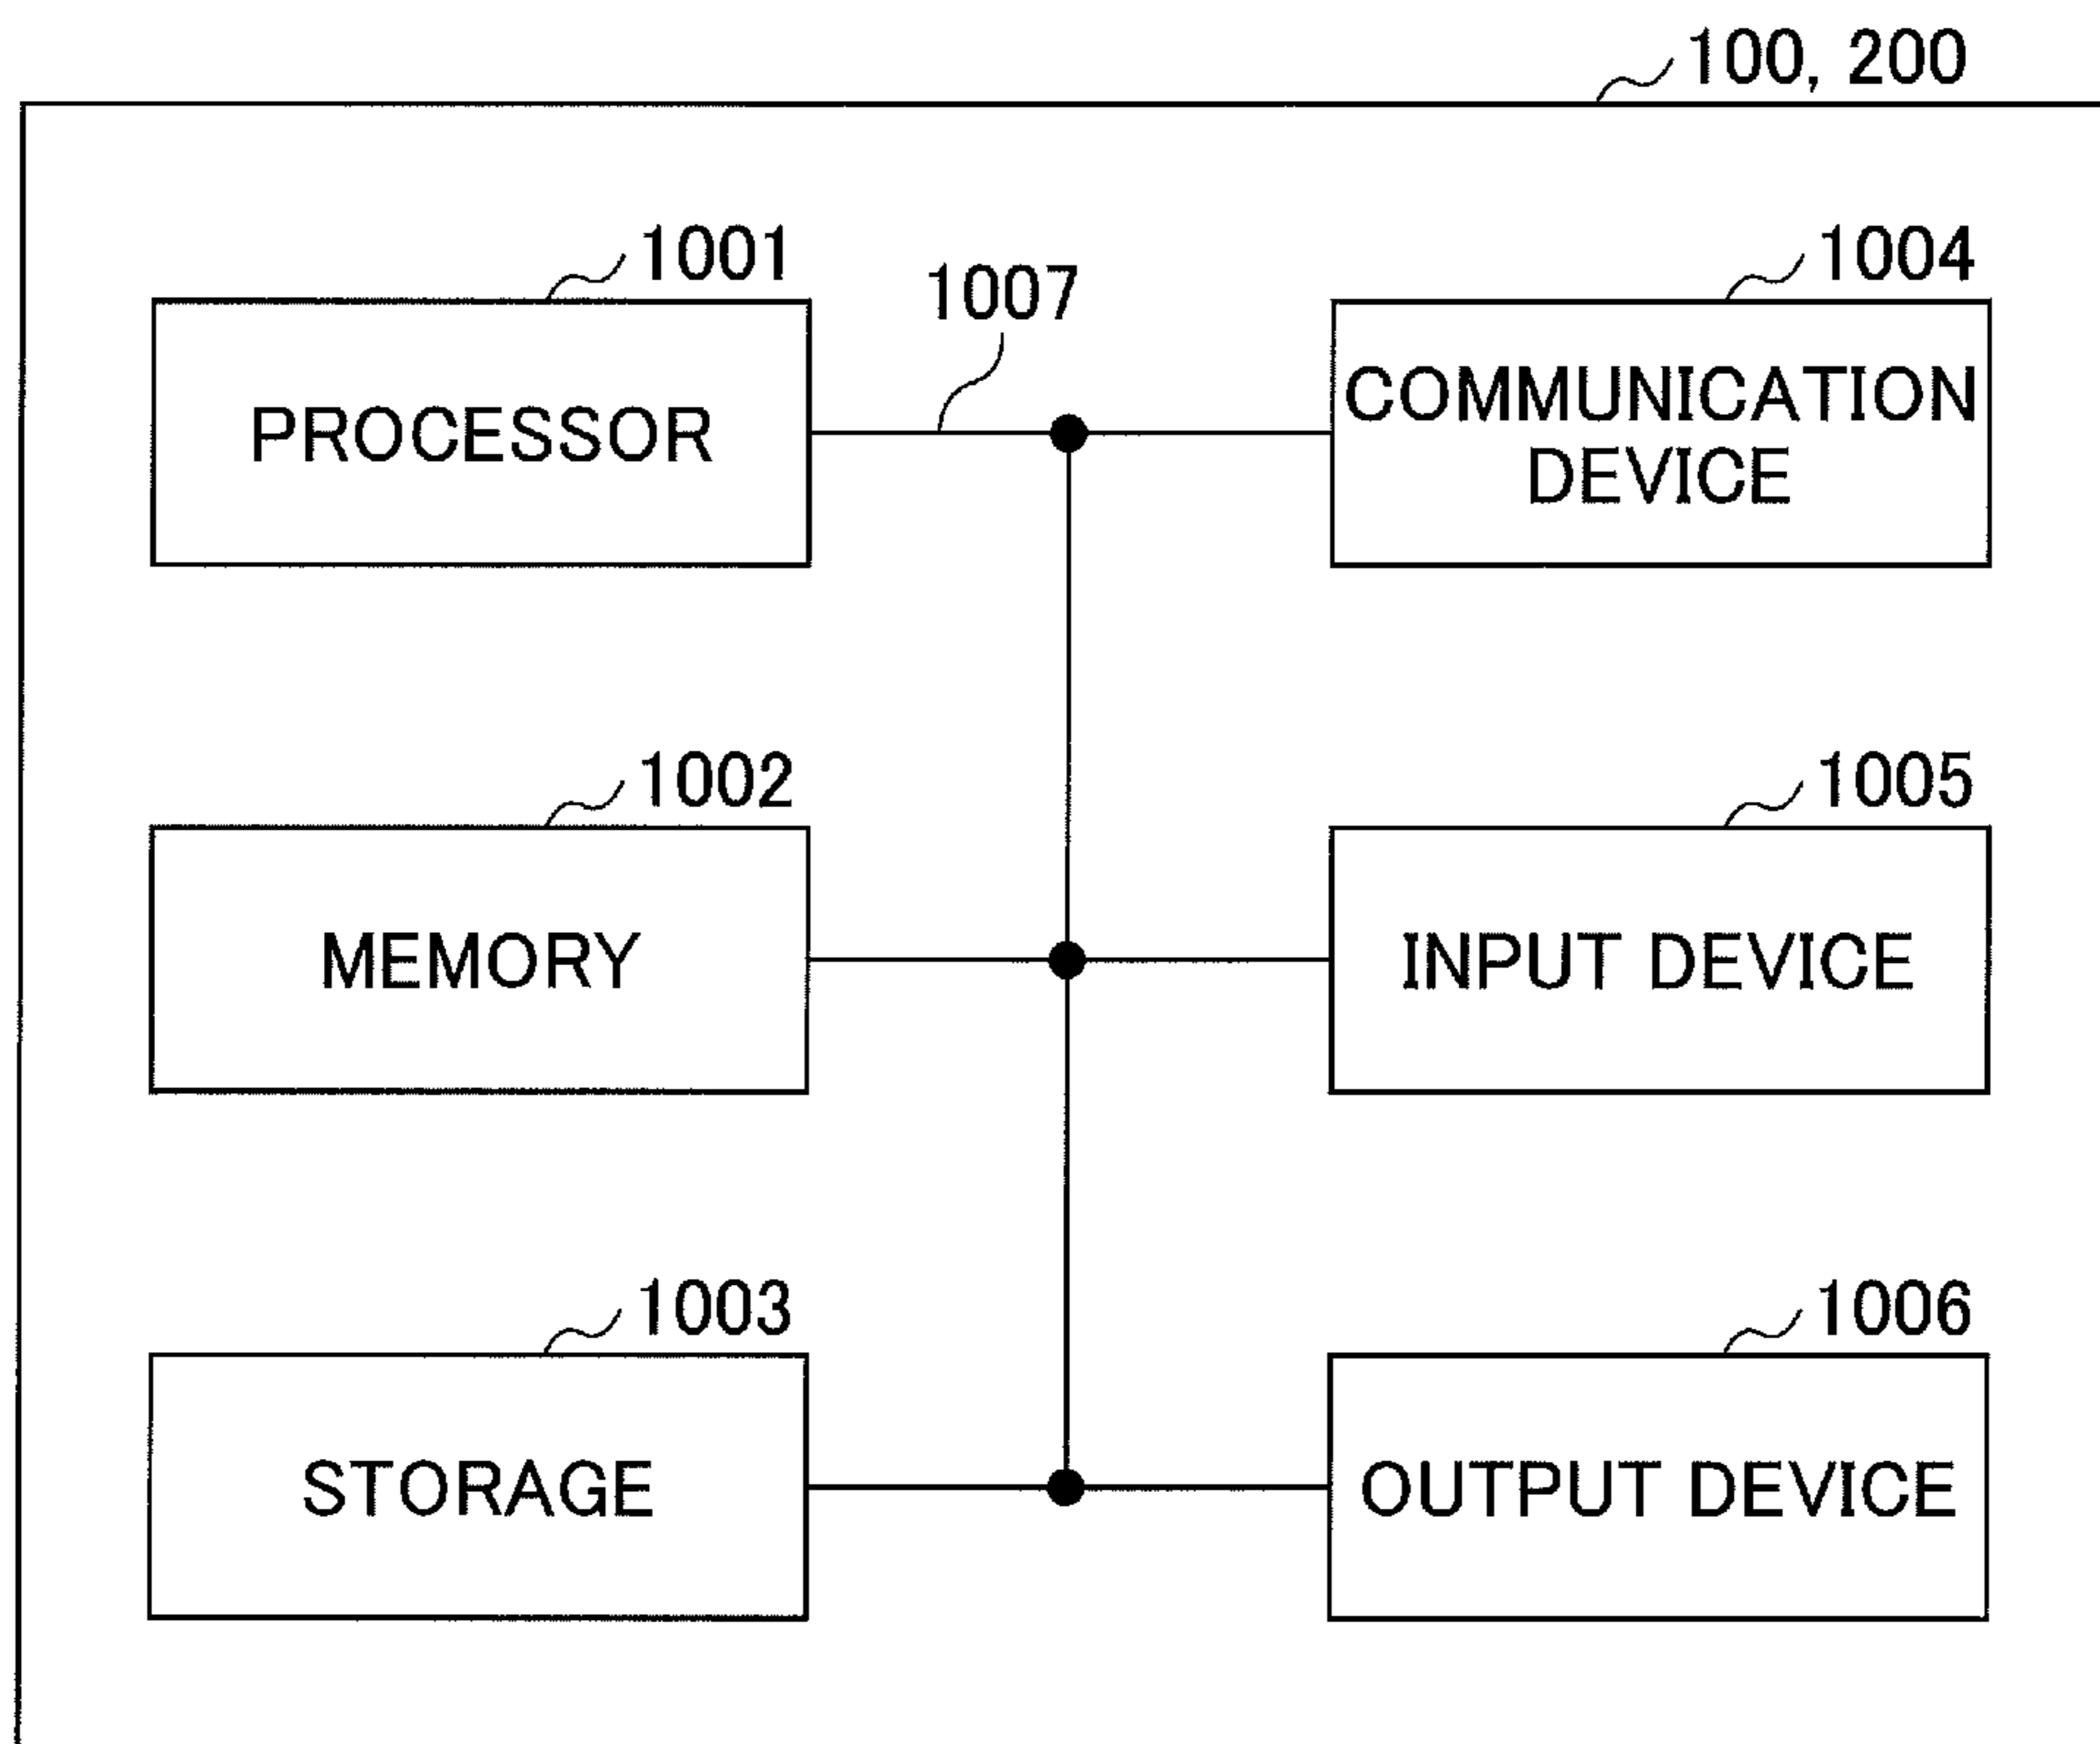 100, 200
1001
1007
1004
PROCESSOR
COMMUNICATION
DEVICE
1002
1005
MEMORY
INPUT DEVICE
1003
1006
STORAGE
OUTPUT DEVICE